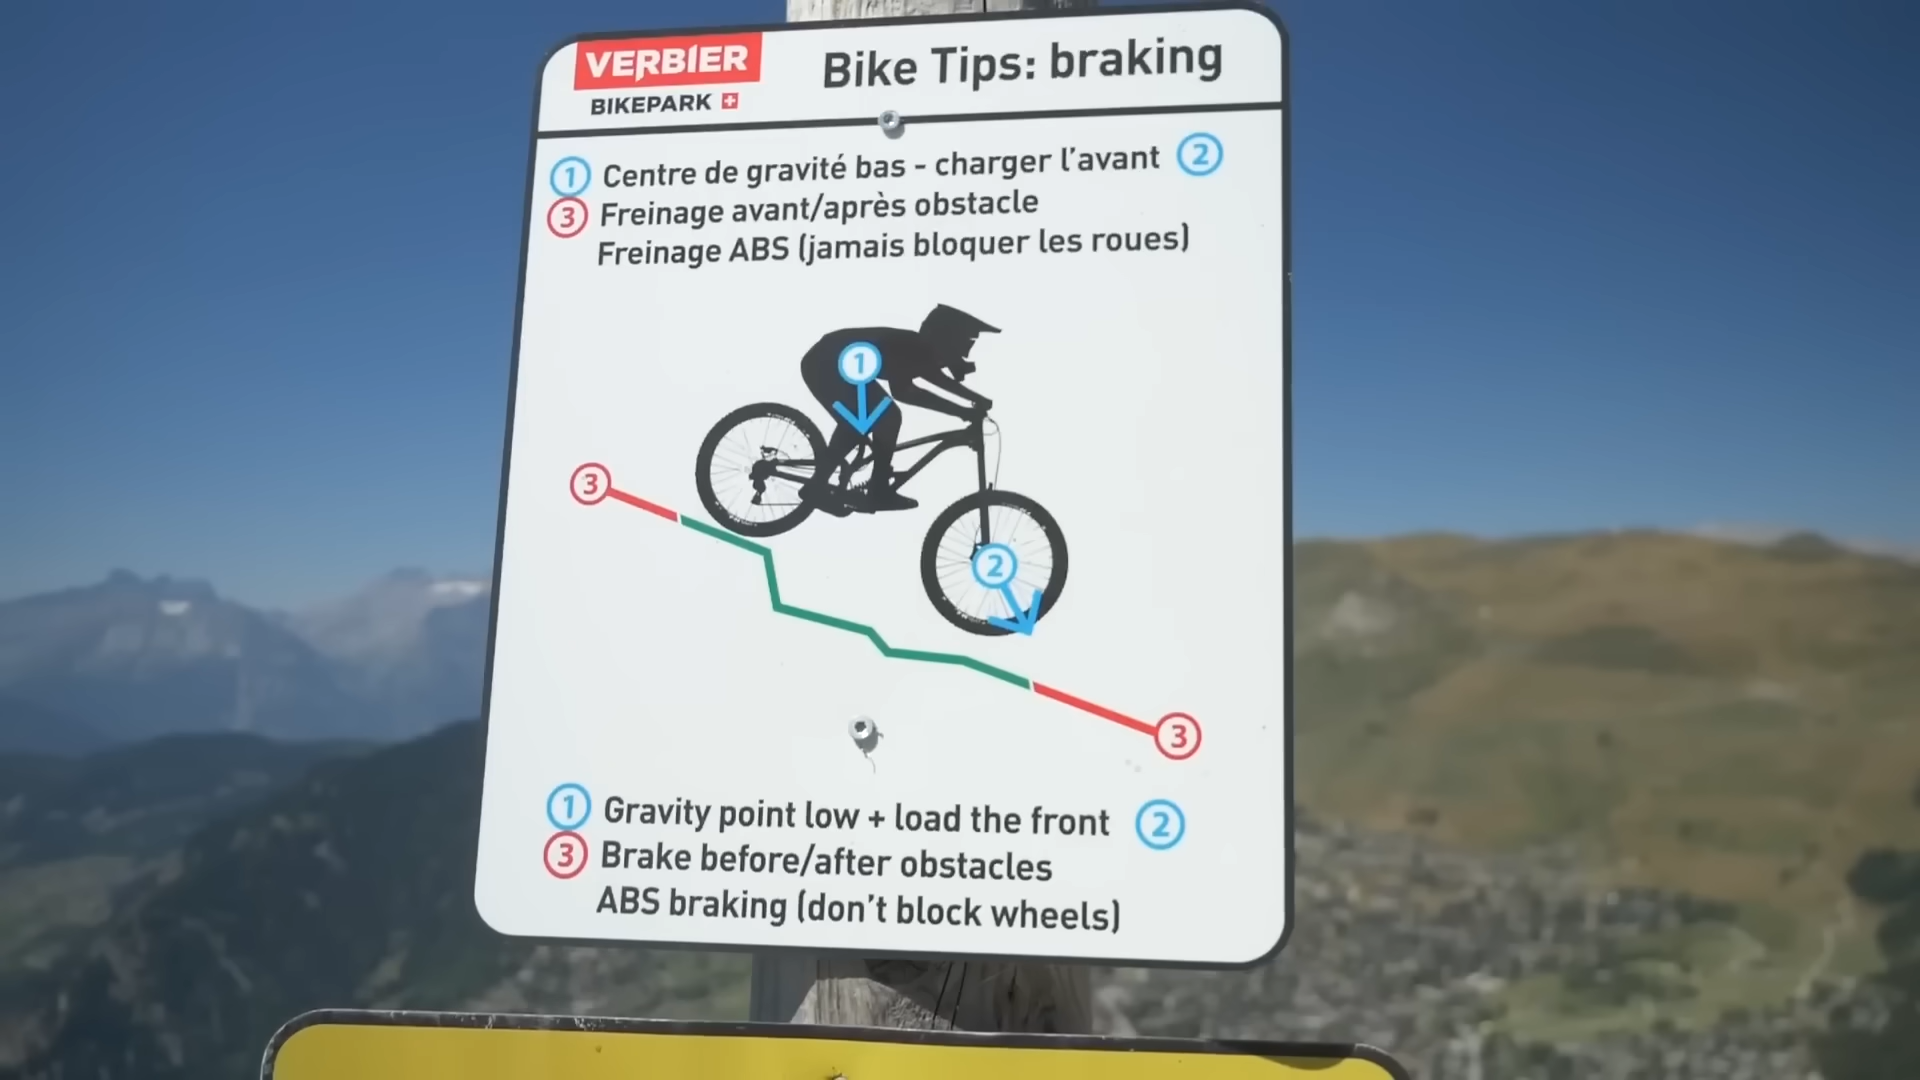 VERBIER
BIKEPARK
Bike Tips: braking
1 Centre de gravité bas - charger l'avant 2
3 Freinage avant/après obstacle
Freinage ABS (jamais bloquer les roues)
1
3
2
3
1 Gravity point low + load the front 2
3 Brake before/after obstacles
ABS braking (don't block wheels)